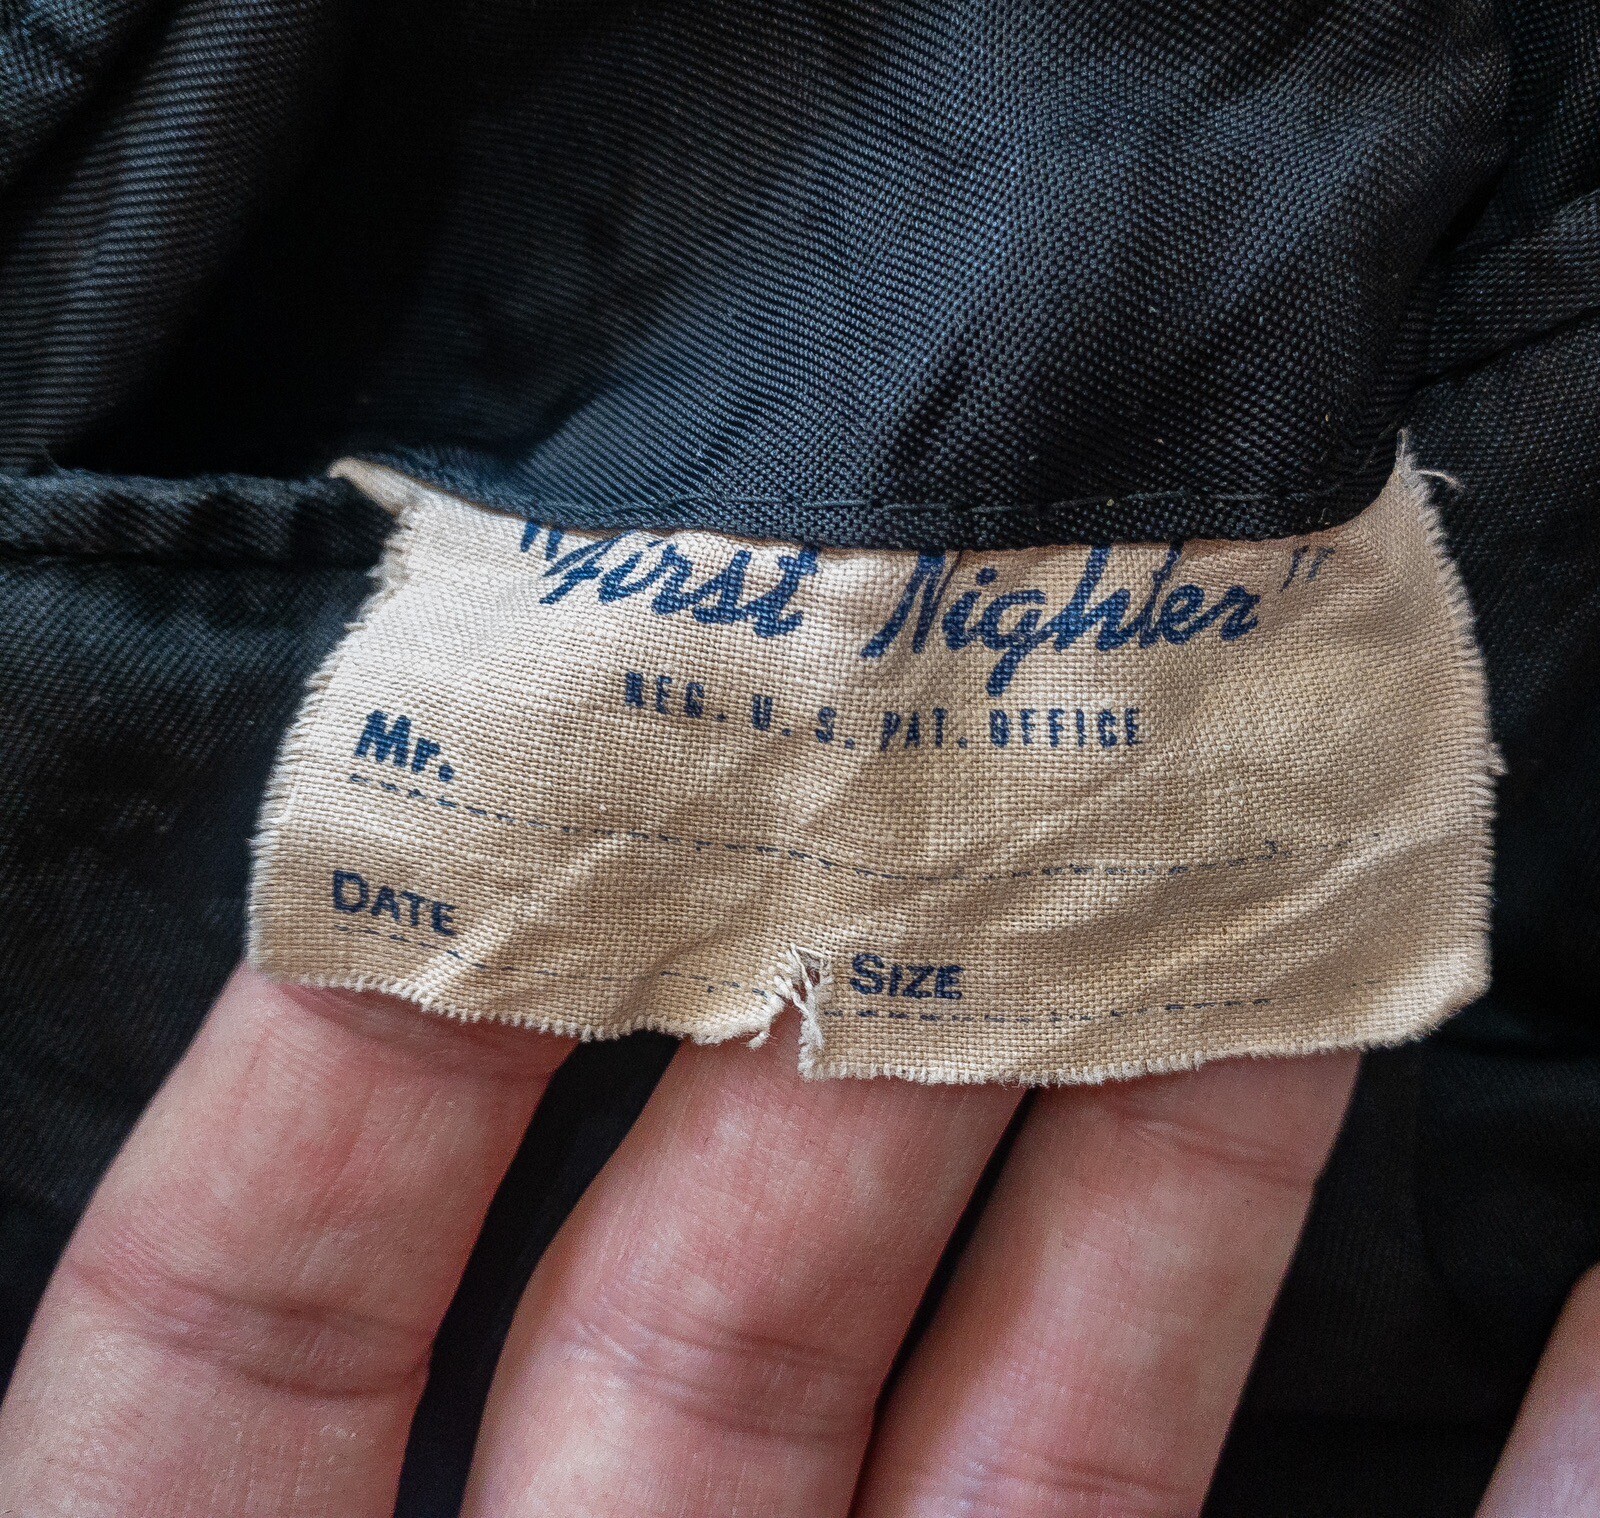 "First Nighter"
REG. U. S. PAT. OFFICE
Mr.
DATE SIZE